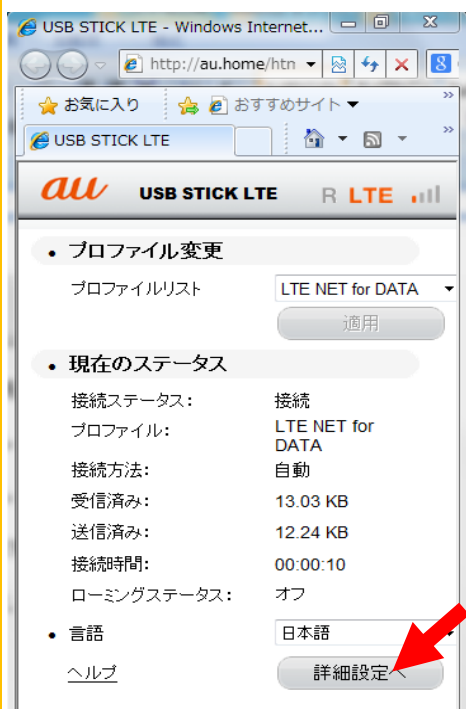 USB STICK LTE - Windows Internet...
http://au.home/htn
お気に入り おすすめサイト
USB STICK LTE
au USB STICK LTE R LTE
• プロファイル変更
プロファイルリスト LTE NET for DATA
適用
• 現在のステータス
接続ステータス: 接続
プロファイル: LTE NET for
DATA
接続方法: 自動
受信済み: 13.03 KB
送信済み: 12.24 KB
接続時間: 00:00:10
ローミングステータス: オフ
• 言語 日本語
ヘルプ 詳細設定へ